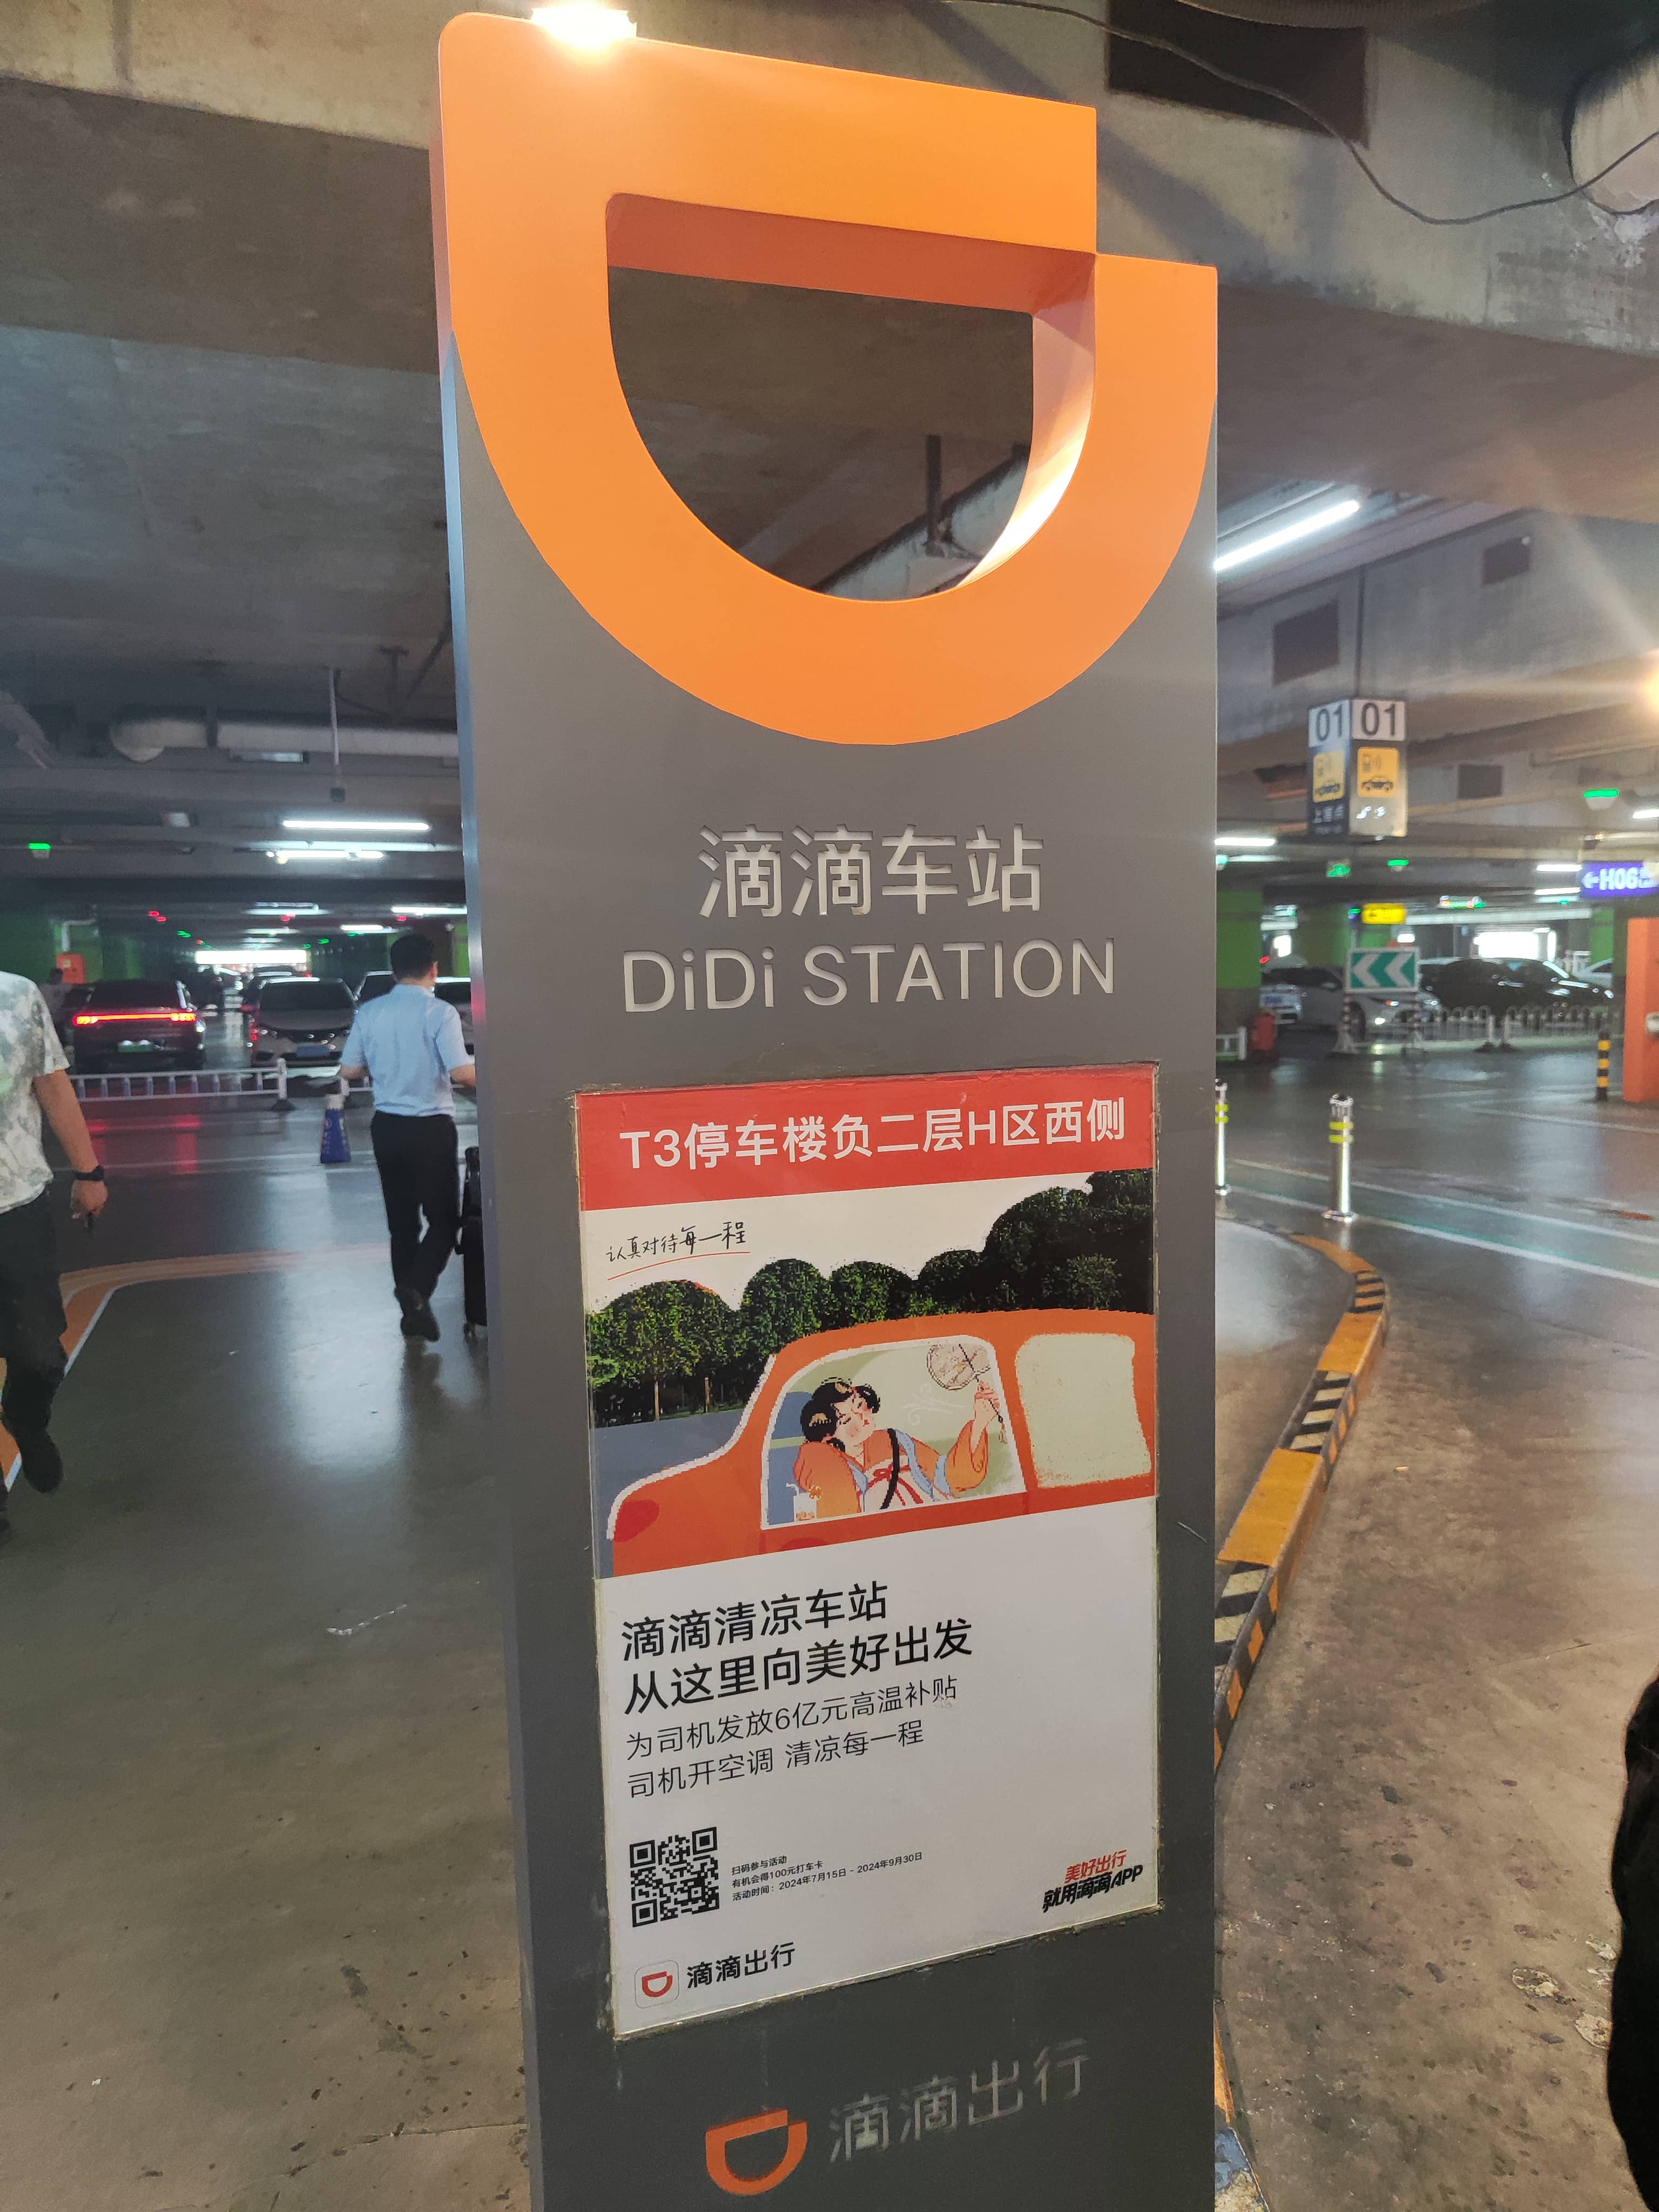 滴滴车站
DiDi STATION
T3停车楼负二层H区西侧
认真对待每一程
滴滴清凉车站
从这里向美好出发
为司机发放6亿元高温补贴
司机开空调 清凉每一程
扫码参与活动
有机会得100元打车卡
活动时间：2024年7月15日 - 2024年9月30日
美好出行
就用滴滴APP
滴滴出行
滴滴出行
01 01
上客点
←H06